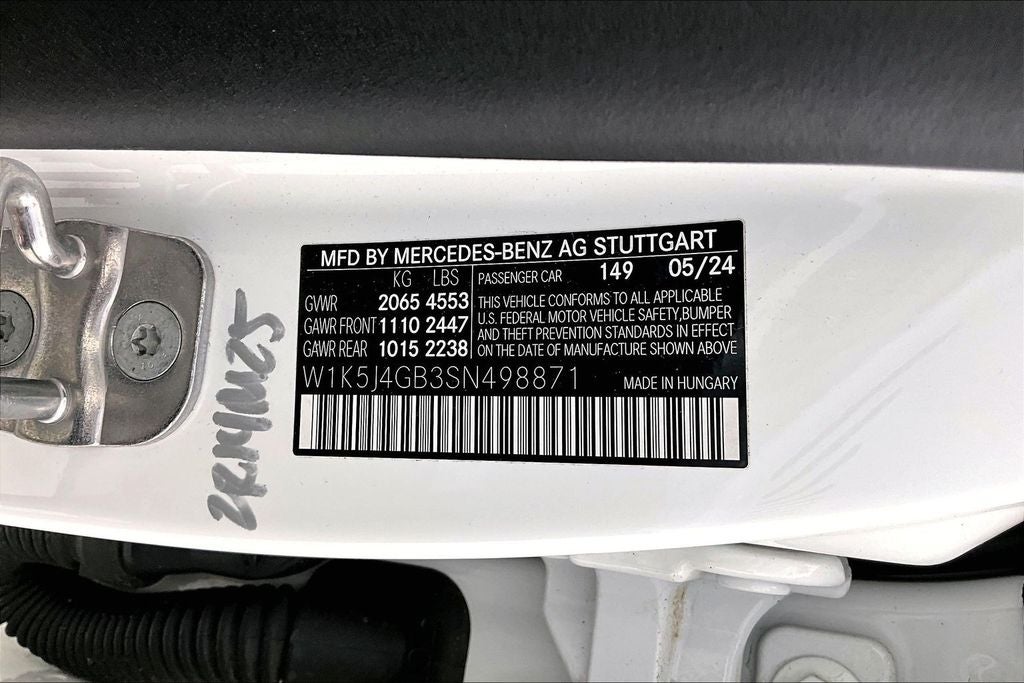 MFD BY MERCEDES-BENZ AG STUTTGART
KG LBS
GVWR 2065 4553
GAWR FRONT 1110 2447
GAWR REAR 1015 2238
PASSENGER CAR 149 05/24
THIS VEHICLE CONFORMS TO ALL APPLICABLE
U.S. FEDERAL MOTOR VEHICLE SAFETY,BUMPER
AND THEFT PREVENTION STANDARDS IN EFFECT
ON THE DATE OF MANUFACTURE SHOWN ABOVE
W1K5J4GB3SN498871 MADE IN HUNGARY